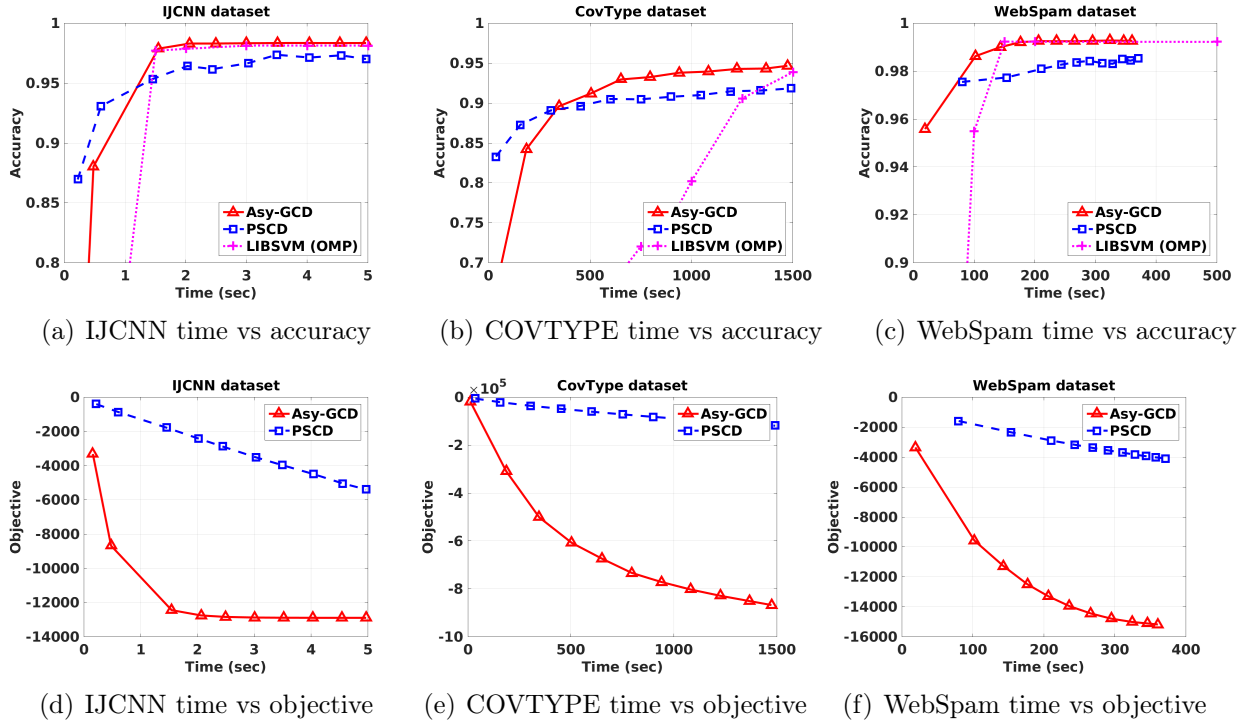 IJCNN dataset
1
0.95
0.9
0.85
0.8
Accuracy
0 1 2 3 4 5
Time (sec)
Asy-GCD
PSCD
LIBSVM (OMP)
(a) IJCNN time vs accuracy
CovType dataset
1
0.95
0.9
0.85
0.8
0.75
0.7
Accuracy
0 500 1000 1500
Time (sec)
Asy-GCD
PSCD
LIBSVM (OMP)
(b) COVTYPE time vs accuracy
WebSpam dataset
1
0.98
0.96
0.94
0.92
0.9
Accuracy
0 100 200 300 400 500
Time (sec)
Asy-GCD
PSCD
LIBSVM (OMP)
(c) WebSpam time vs accuracy
IJCNN dataset
0
-2000
-4000
-6000
-8000
-10000
-12000
-14000
Objective
0 1 2 3 4 5
Time (sec)
Asy-GCD
PSCD
(d) IJCNN time vs objective
CovType dataset
× 10^5
0
-2
-4
-6
-8
-10
Objective
0 500 1000 1500
Time (sec)
Asy-GCD
PSCD
(e) COVTYPE time vs objective
WebSpam dataset
0
-2000
-4000
-6000
-8000
-10000
-12000
-14000
-16000
Objective
0 100 200 300 400
Time (sec)
Asy-GCD
PSCD
(f) WebSpam time vs objective